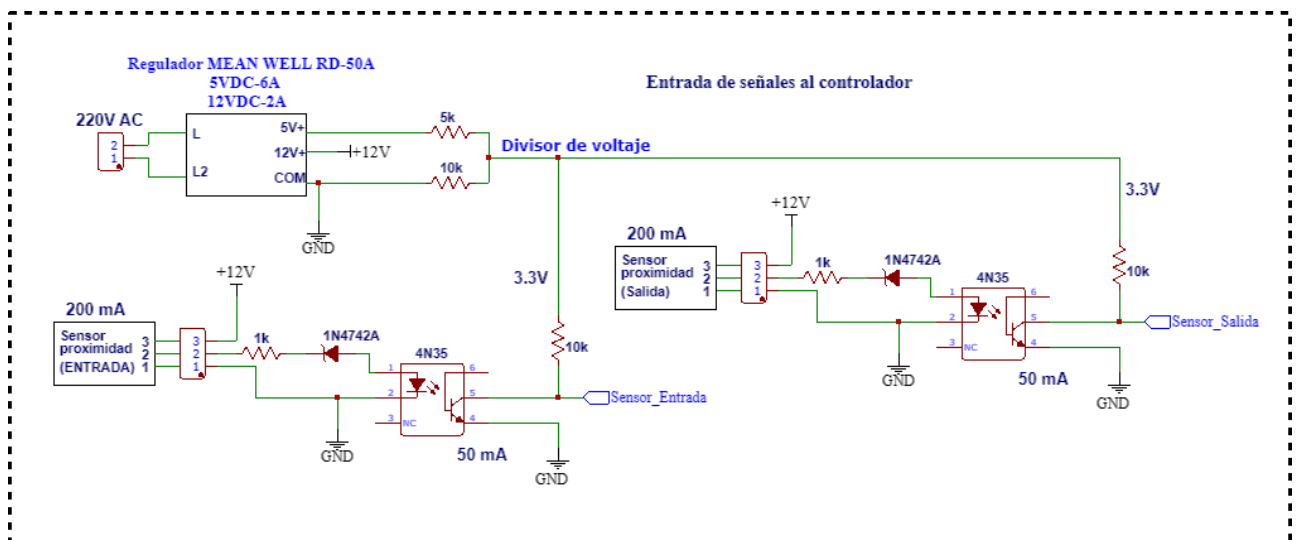 Regulador MEAN WELL RD-50A
5VDC-6A
12VDC-2A
Entrada de señales al controlador
220V AC
2
1
L
L2
5V+
12V+
COM
+12V
5k
10k
GND
Divisor de voltaje
3.3V
10k
200 mA
Sensor
proximidad
(ENTRADA)
3
2
1
3
2
1
+12V
1k
1N4742A
4N35
1
2
3
NC
6
5
4
50 mA
GND
GND
Sensor_Entrada
200 mA
Sensor
proximidad
(Salida)
3
2
1
3
2
1
+12V
1k
1N4742A
4N35
1
2
3
NC
6
5
4
50 mA
GND
GND
3.3V
10k
Sensor_Salida